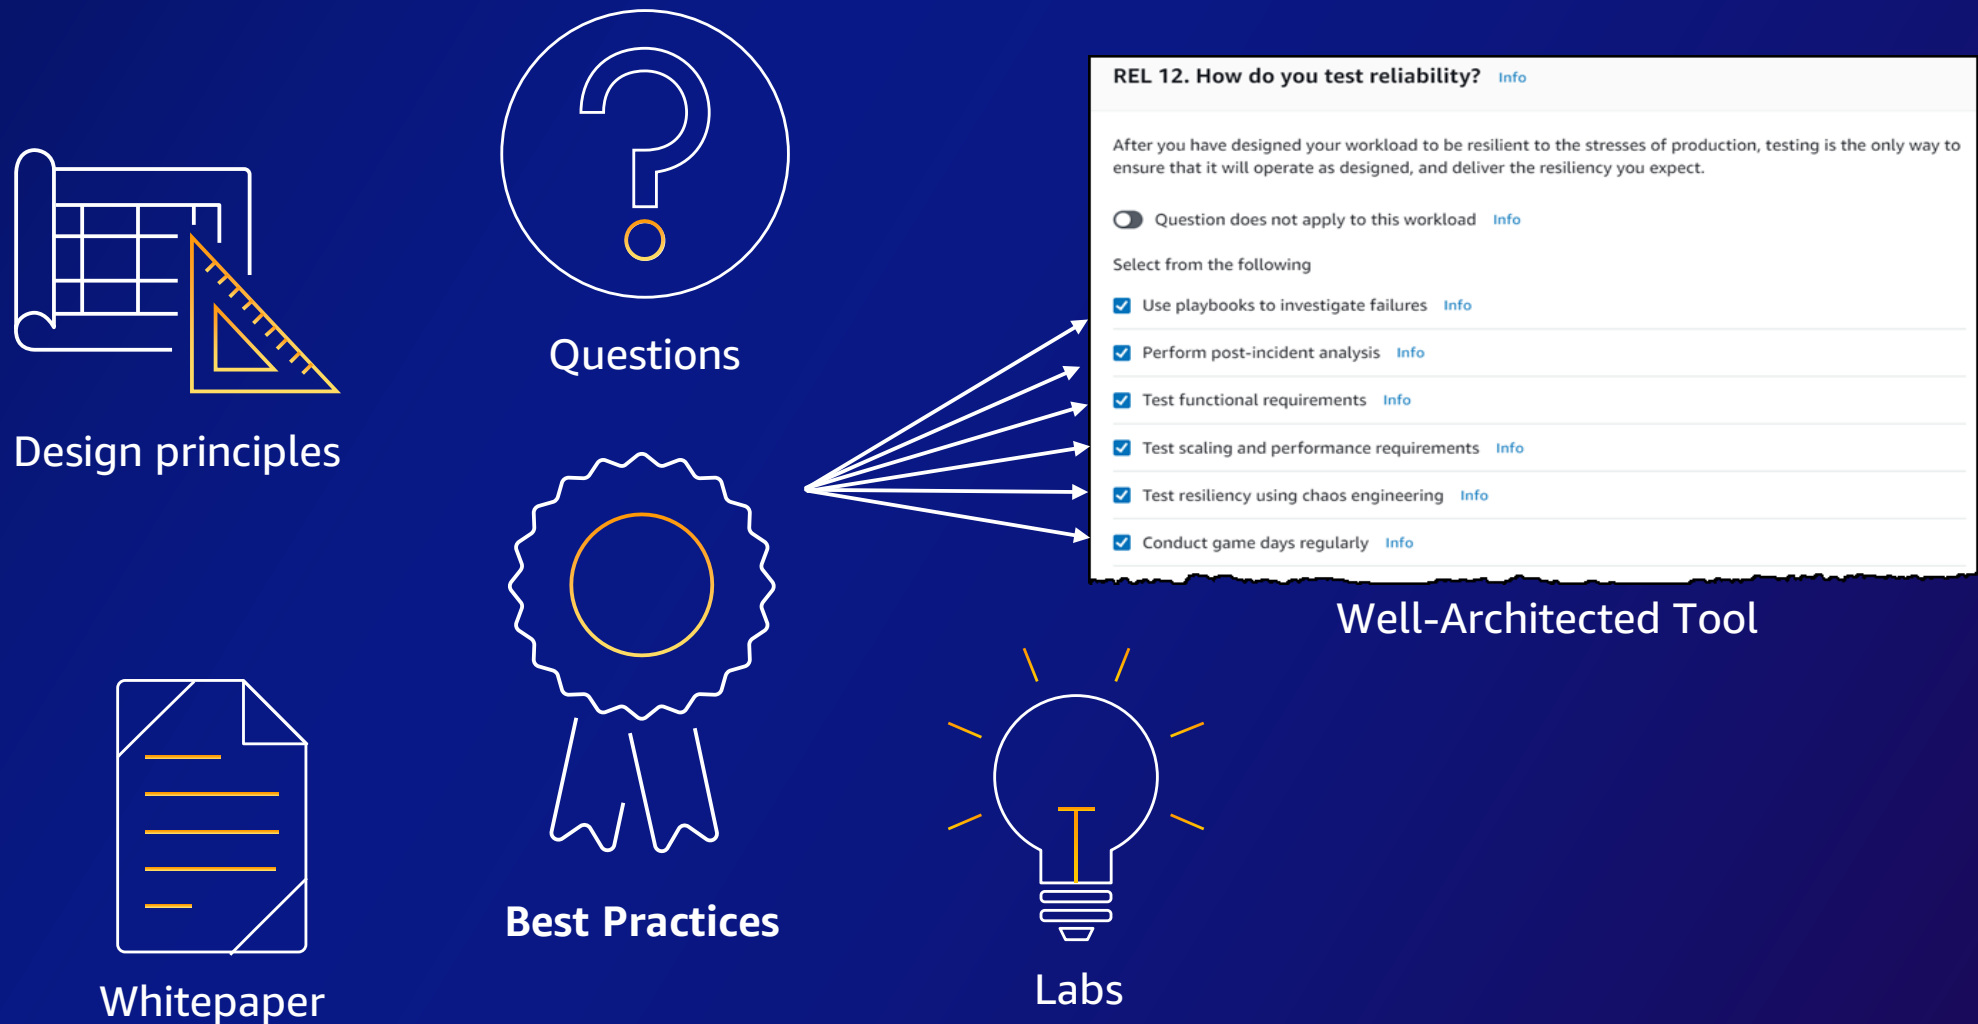 Design principles
Questions
Whitepaper
Best Practices
Labs
REL 12. How do you test reliability? Info
After you have designed your workload to be resilient to the stresses of production, testing is the only way to
ensure that it will operate as designed, and deliver the resiliency you expect.
Question does not apply to this workload Info
Select from the following
Use playbooks to investigate failures Info
Perform post-incident analysis Info
Test functional requirements Info
Test scaling and performance requirements Info
Test resiliency using chaos engineering Info
Conduct game days regularly Info
Well-Architected Tool